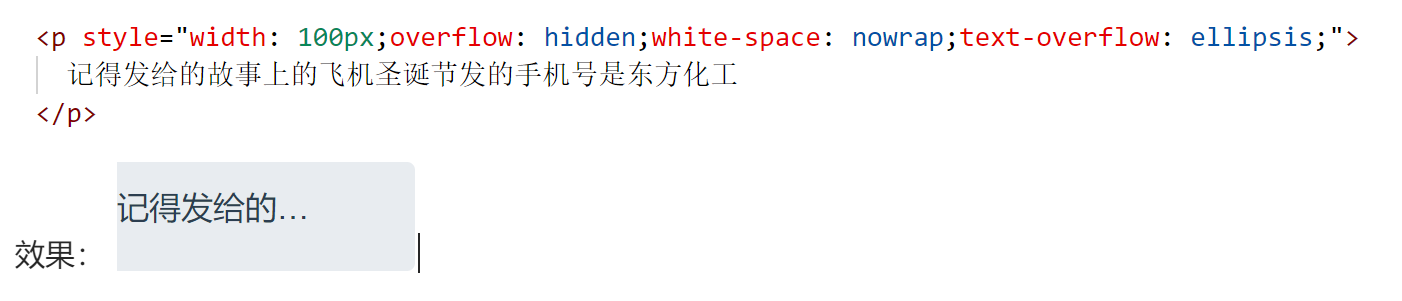 <p style="width: 100px;overflow: hidden;white-space: nowrap;text-overflow: ellipsis;">
记得发给的故事上的飞机圣诞节发的手机号是东方化工
</p>
记得发给的...
效果：